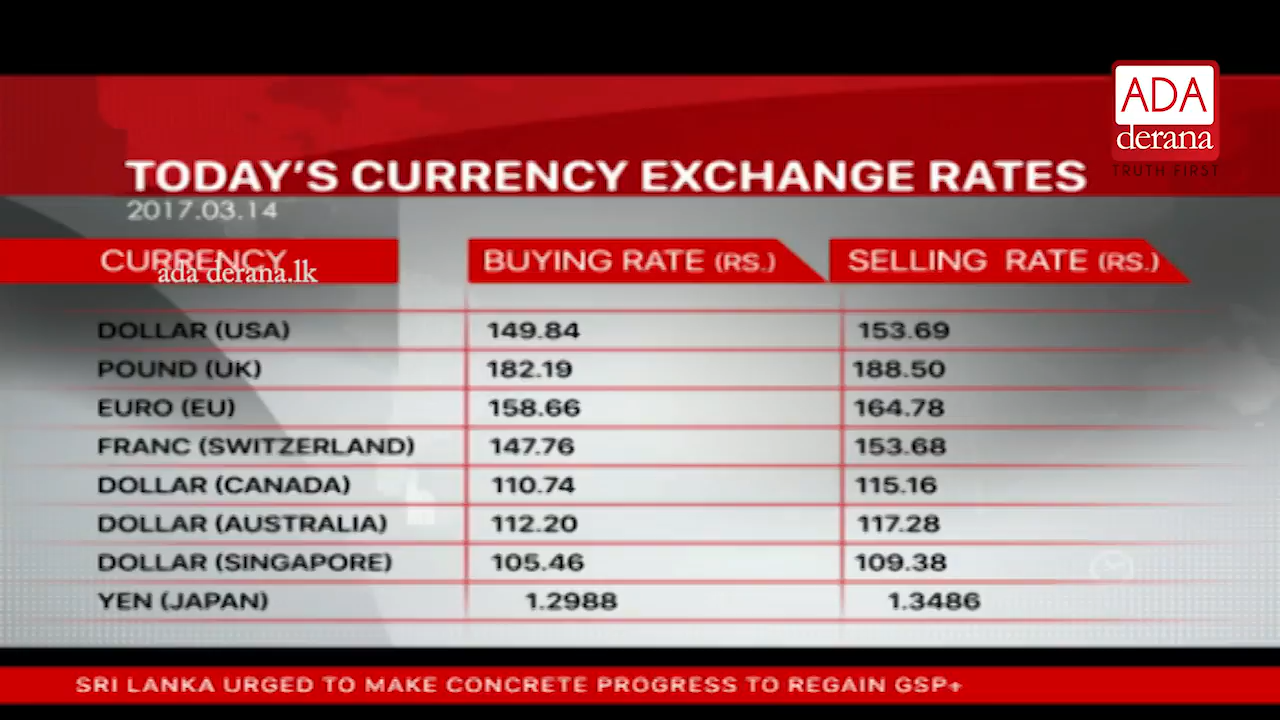 ADA
derana
TRUTH FIRST
TODAY'S CURRENCY EXCHANGE RATES
2017.03.14
CURRENCY BUYING RATE (RS.) SELLING RATE (RS.)
ada derana.lk
DOLLAR (USA) 149.84 153.69
POUND (UK) 182.19 188.50
EURO (EU) 158.66 164.78
FRANC (SWITZERLAND) 147.76 153.68
DOLLAR (CANADA) 110.74 115.16
DOLLAR (AUSTRALIA) 112.20 117.28
DOLLAR (SINGAPORE) 105.46 109.38
YEN (JAPAN) 1.2988 1.3486
SRI LANKA URGED TO MAKE CONCRETE PROGRESS TO REGAIN GSP+